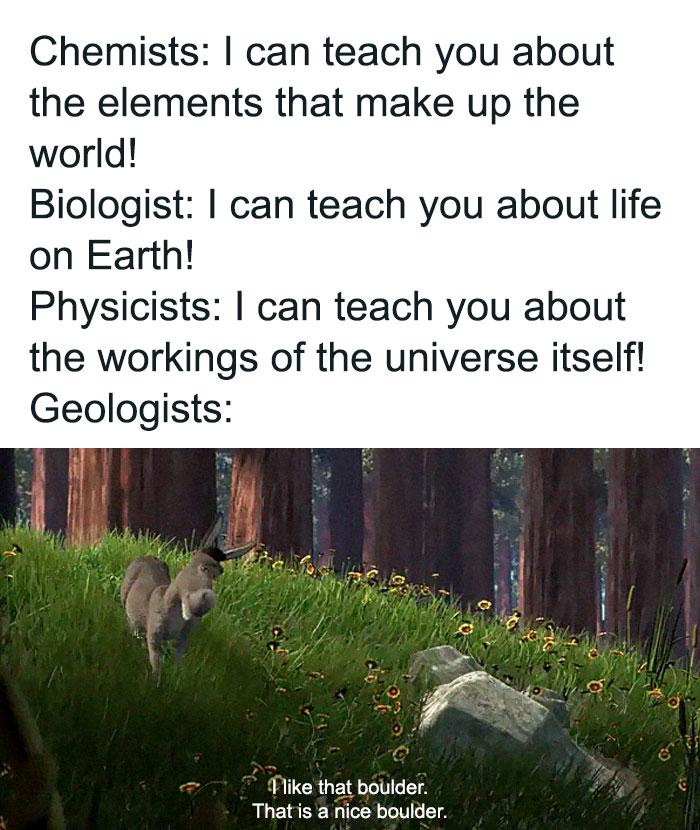 Chemists: I can teach you about
the elements that make up the
world!
Biologist: I can teach you about life
on Earth!
Physicists: I can teach you about
the workings of the universe itself!
Geologists:
I like that boulder.
That is a nice boulder.